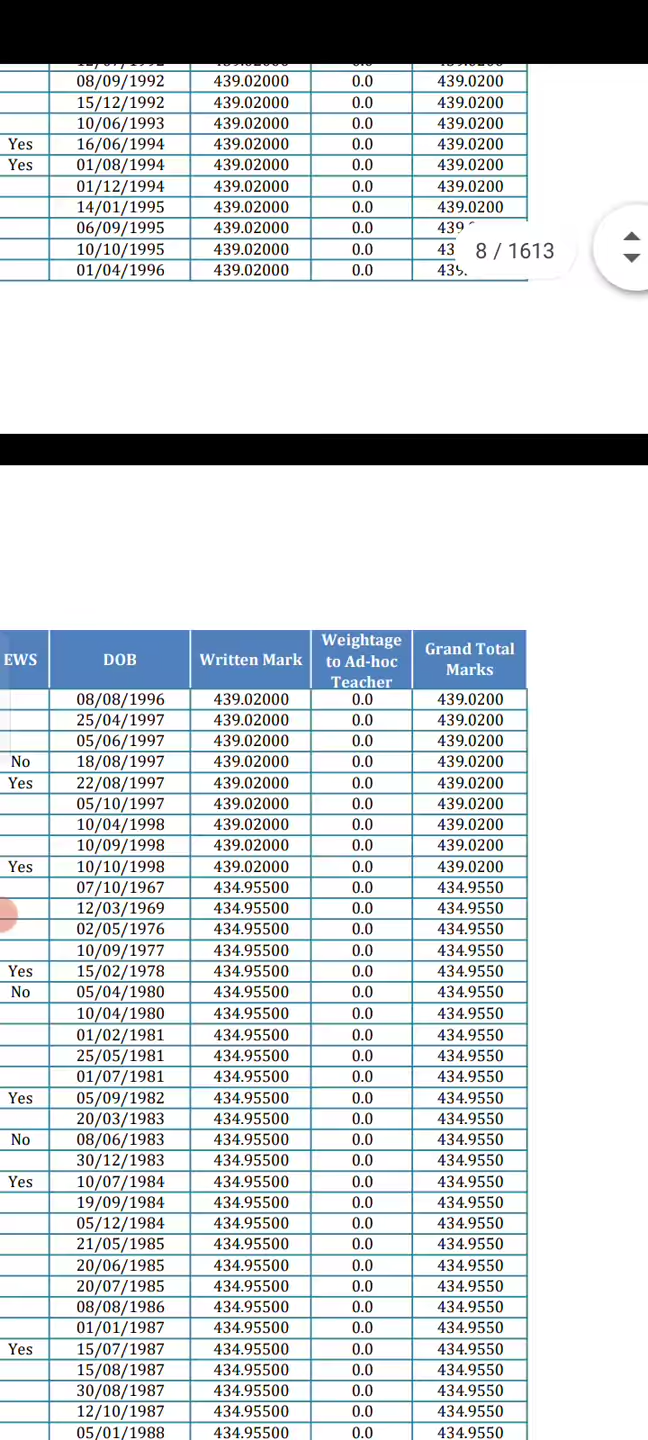 12/07/1992 439.02000 0.0 439.0200
08/09/1992 439.02000 0.0 439.0200
15/12/1992 439.02000 0.0 439.0200
10/06/1993 439.02000 0.0 439.0200
Yes 16/06/1994 439.02000 0.0 439.0200
Yes 01/08/1994 439.02000 0.0 439.0200
01/12/1994 439.02000 0.0 439.0200
14/01/1995 439.02000 0.0 439.0200
06/09/1995 439.02000 0.0
10/10/1995 439.02000 0.0
8 / 1613
01/04/1996 439.02000 0.0
EWS DOB Written Mark Weightage to Ad-hoc Teacher Grand Total Marks
08/08/1996 439.02000 0.0 439.0200
25/04/1997 439.02000 0.0 439.0200
05/06/1997 439.02000 0.0 439.0200
No 18/08/1997 439.02000 0.0 439.0200
Yes 22/08/1997 439.02000 0.0 439.0200
05/10/1997 439.02000 0.0 439.0200
10/04/1998 439.02000 0.0 439.0200
10/09/1998 439.02000 0.0 439.0200
Yes 10/10/1998 439.02000 0.0 439.0200
07/10/1967 434.95500 0.0 434.9550
12/03/1969 434.95500 0.0 434.9550
02/05/1976 434.95500 0.0 434.9550
10/09/1977 434.95500 0.0 434.9550
Yes 15/02/1978 434.95500 0.0 434.9550
No 05/04/1980 434.95500 0.0 434.9550
10/04/1980 434.95500 0.0 434.9550
01/02/1981 434.95500 0.0 434.9550
25/05/1981 434.95500 0.0 434.9550
01/07/1981 434.95500 0.0 434.9550
Yes 05/09/1982 434.95500 0.0 434.9550
20/03/1983 434.95500 0.0 434.9550
No 08/06/1983 434.95500 0.0 434.9550
30/12/1983 434.95500 0.0 434.9550
Yes 10/07/1984 434.95500 0.0 434.9550
19/09/1984 434.95500 0.0 434.9550
05/12/1984 434.95500 0.0 434.9550
21/05/1985 434.95500 0.0 434.9550
20/06/1985 434.95500 0.0 434.9550
20/07/1985 434.95500 0.0 434.9550
08/08/1986 434.95500 0.0 434.9550
01/01/1987 434.95500 0.0 434.9550
Yes 15/07/1987 434.95500 0.0 434.9550
15/08/1987 434.95500 0.0 434.9550
30/08/1987 434.95500 0.0 434.9550
12/10/1987 434.95500 0.0 434.9550
05/01/1988 434.95500 0.0 434.9550